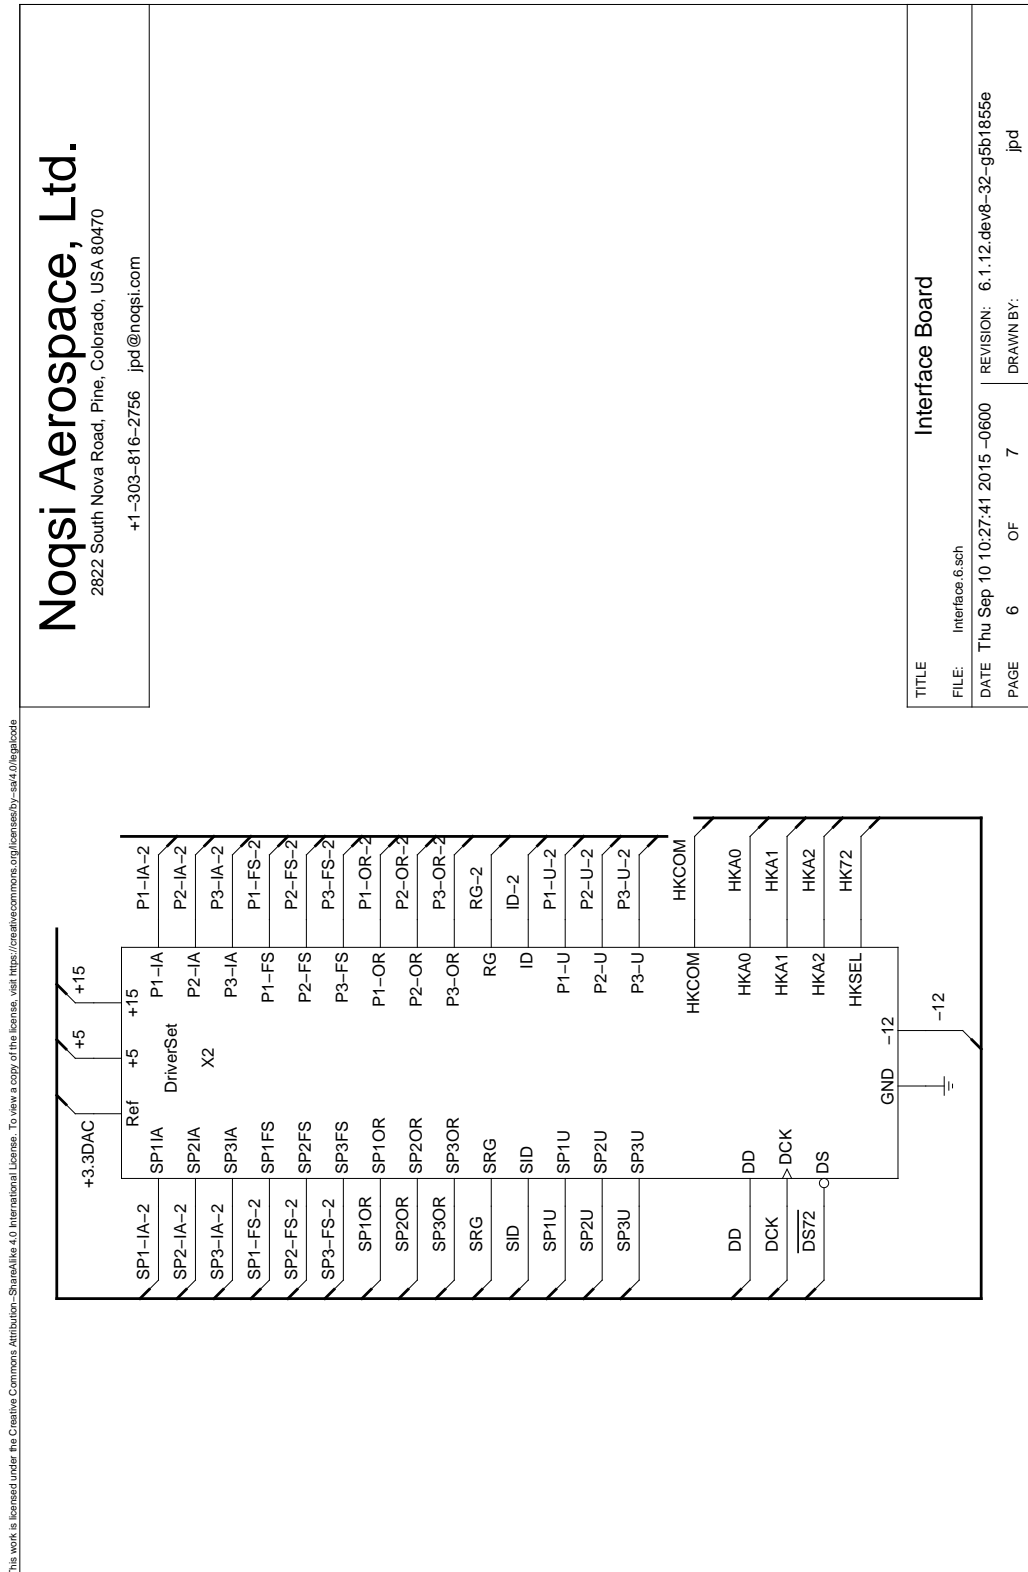 This work is licensed under the Creative Commons Attribution–ShareAlike 4.0 International License. To view a copy of the license, visit https://creativecommons.org/licenses/by–sa/4.0/legalcode
Noqsi Aerospace, Ltd.
2822 South Nova Road, Pine, Colorado, USA 80470
+1–303–816–2756 jpd@noqsi.com
+3.3DAC
+5
+15
Ref
+5
+15
DriverSet
X2
SP1–IA–2 SP1IA P1–IA P1–IA–2
SP2–IA–2 SP2IA P2–IA P2–IA–2
SP3–IA–2 SP3IA P3–IA P3–IA–2
SP1–FS–2 SP1FS P1–FS P1–FS–2
SP2–FS–2 SP2FS P2–FS P2–FS–2
SP3–FS–2 SP3FS P3–FS P3–FS–2
SP1OR SP1OR P1–OR P1–OR–2
SP2OR SP2OR P2–OR P2–OR–2
SP3OR SP3OR P3–OR P3–OR–2
SRG SRG RG RG–2
SID SID ID ID–2
SP1U SP1U P1–U P1–U–2
SP2U SP2U P2–U P2–U–2
SP3U SP3U P3–U P3–U–2
HKCOM HKCOM
DD DD HKA0 HKA0
DCK DCK HKA1 HKA1
DS72 DS HKA2 HKA2
HKSEL HK72
GND –12
–12
TITLE Interface Board
FILE: Interface.6.sch
DATE Thu Sep 10 10:27:41 2015 –0600 REVISION: 6.1.12.dev8–32–g5b1855e
PAGE 6 OF 7 DRAWN BY: jpd